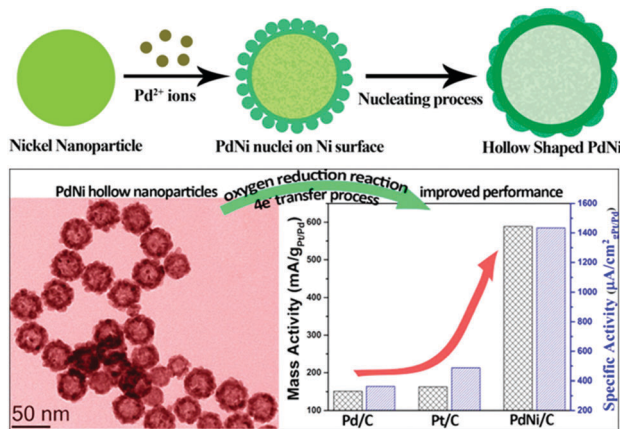 Pd²⁺ ions
Nucleating process
Nickel Nanoparticle
PdNi nuclei on Ni surface
Hollow Shaped PdNi
PdNi hollow nanoparticles
oxygen reduction reaction
4e⁻ transfer process
improved performance
50 nm
Mass Activity (mA/g_Pt/Pd)
600
500
400
300
200
100
Specific Activity (μA/cm² gPt/Pd)
1600
1400
1200
1000
800
600
400
200
Pd/C
Pt/C
PdNi/C